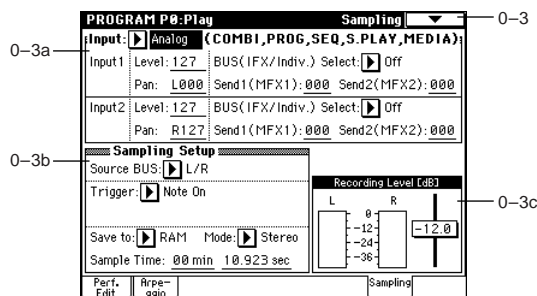 PROGRAM P0:Play Sampling
0–3
Input: Analog (COMBI,PROG,SEQ,S.PLAY,MEDIA):
0–3a
Input1 Level: 127 BUS(IFX/Indiv.) Select: Off
Pan: L000 Send1(MFX1): 000 Send2(MFX2): 000
Input2 Level: 127 BUS(IFX/Indiv.) Select: Off
Pan: R127 Send1(MFX1): 000 Send2(MFX2): 000
Sampling Setup
0–3b
Source BUS: L/R
Trigger: Note On
Save to: RAM Mode: Stereo
Sample Time: 00 min 10.923 sec
Recording Level [dB]
L R
0–3c
0
-12
-24
-36
-12.0
Perf. Edit
Arpe- ggio
Sampling